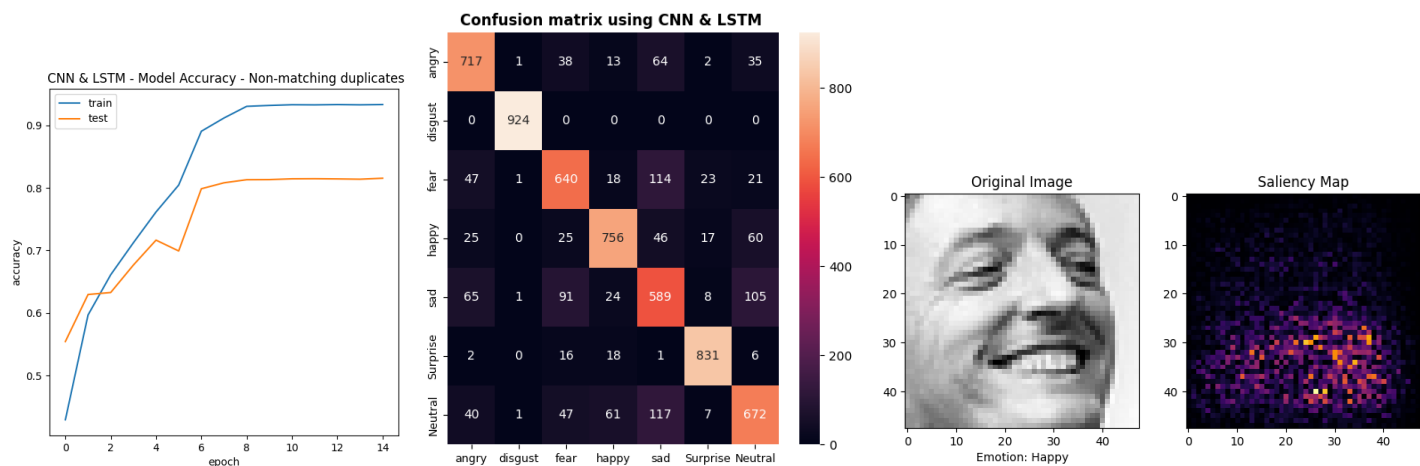 CNN & LSTM - Model Accuracy - Non-matching duplicates
train
test
0.9
0.8
0.7
0.6
0.5
accuracy
0 2 4 6 8 10 12 14
epoch
Confusion matrix using CNN & LSTM
angry 717 1 38 13 64 2 35
disgust 0 924 0 0 0 0 0
fear 47 1 640 18 114 23 21
happy 25 0 25 756 46 17 60
sad 65 1 91 24 589 8 105
Surprise 2 0 16 18 1 831 6
Neutral 40 1 47 61 117 7 672
angry disgust fear happy sad Surprise Neutral
800
600
400
200
0
Original Image
0
10
20
30
40
0 10 20 30 40
Emotion: Happy
Saliency Map
0
10
20
30
40
0 10 20 30 40